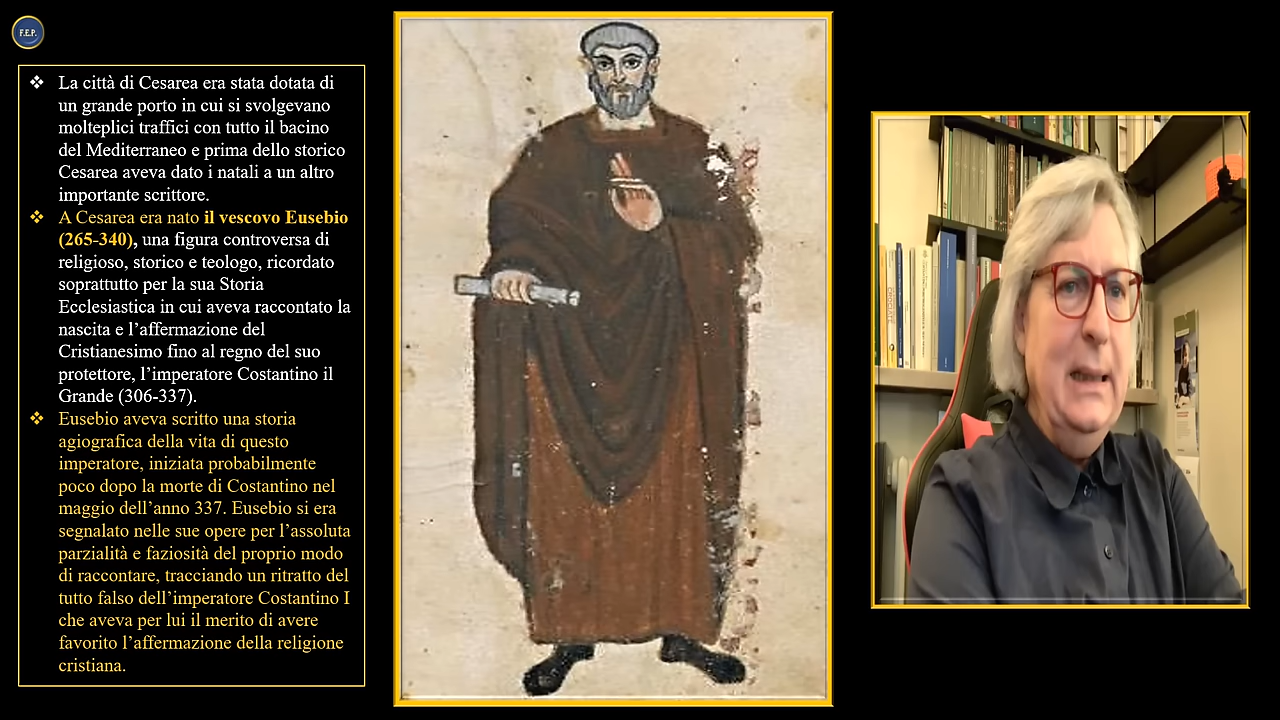 F.E.P.
❖ La città di Cesarea era stata dotata di
un grande porto in cui si svolgevano
molteplici traffici con tutto il bacino
del Mediterraneo e prima dello storico
Cesarea aveva dato i natali a un altro
importante scrittore.
❖ A Cesarea era nato il vescovo Eusebio
(265-340), una figura controversa di
religioso, storico e teologo, ricordato
soprattutto per la sua Storia
Ecclesiastica in cui aveva raccontato la
nascita e l’affermazione del
Cristianesimo fino al regno del suo
protettore, l’imperatore Costantino il
Grande (306-337).
❖ Eusebio aveva scritto una storia
agiografica della vita di questo
imperatore, iniziata probabilmente
poco dopo la morte di Costantino nel
maggio dell’anno 337. Eusebio si era
segnalato nelle sue opere per l’assoluta
parzialità e faziosità del proprio modo
di raccontare, tracciando un ritratto del
tutto falso dell’imperatore Costantino I
che aveva per lui il merito di avere
favorito l’affermazione della religione
cristiana.